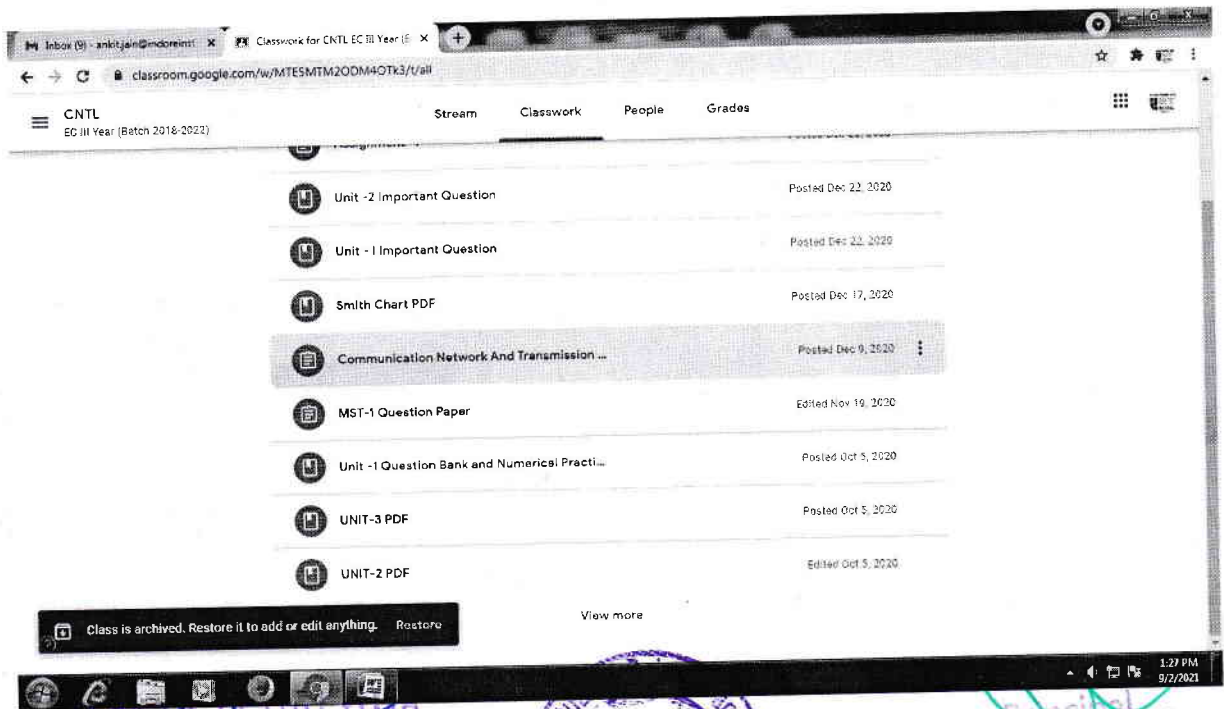 Inbox (9) - ankit.jain@indoreinst
Classwork for CNTL EC III Year (E
classroom.google.com/w/MTE5MTM2ODM4OTk3/t/all
CNTL
EC III Year (Batch 2018-2022)
Stream Classwork People Grades
Unit -2 Important Question Posted Dec 22, 2020
Unit - I Important Question Posted Dec 22, 2020
Smith Chart PDF Posted Dec 17, 2020
Communication Network And Transmission ... Posted Dec 9, 2020
MST-1 Question Paper Edited Nov 19, 2020
Unit -1 Question Bank and Numerical Practi... Posted Oct 5, 2020
UNIT-3 PDF Posted Oct 5, 2020
UNIT-2 PDF Edited Oct 5, 2020
View more
Class is archived. Restore it to add or edit anything. Restore
1:27 PM
9/2/2021